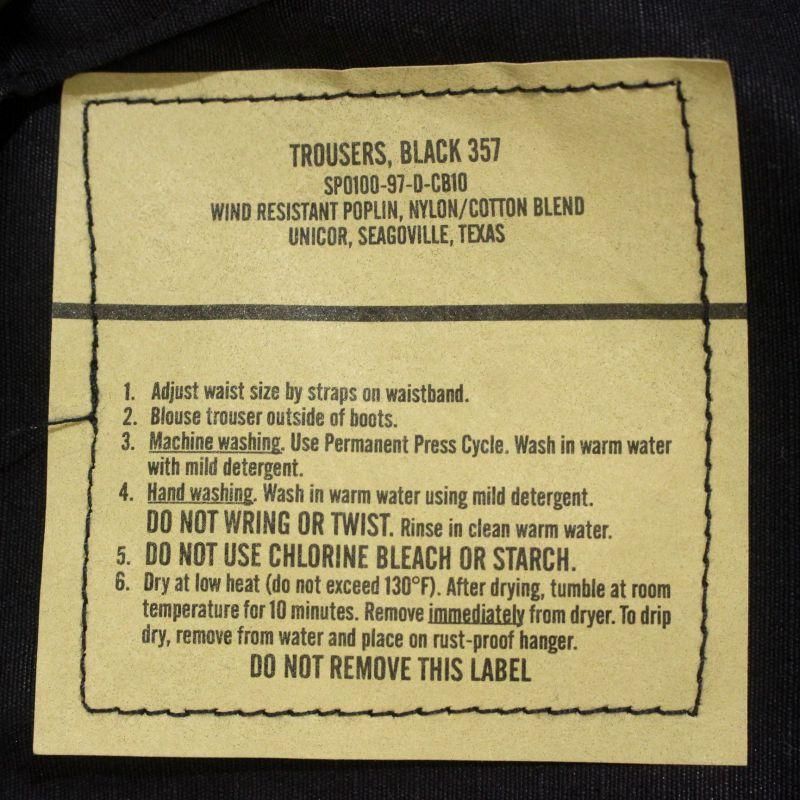 TROUSERS, BLACK 357
SPO100-97-D-CB10
WIND RESISTANT POPLIN, NYLON/COTTON BLEND
UNICOR, SEAGOVILLE, TEXAS
1. Adjust waist size by straps on waistband.
2. Blouse trouser outside of boots.
3. Machine washing. Use Permanent Press Cycle. Wash in warm water
with mild detergent.
4. Hand washing. Wash in warm water using mild detergent.
DO NOT WRING OR TWIST. Rinse in clean warm water.
5. DO NOT USE CHLORINE BLEACH OR STARCH.
6. Dry at low heat (do not exceed 130°F). After drying, tumble at room
temperature for 10 minutes. Remove immediately from dryer. To drip
dry, remove from water and place on rust-proof hanger.
DO NOT REMOVE THIS LABEL